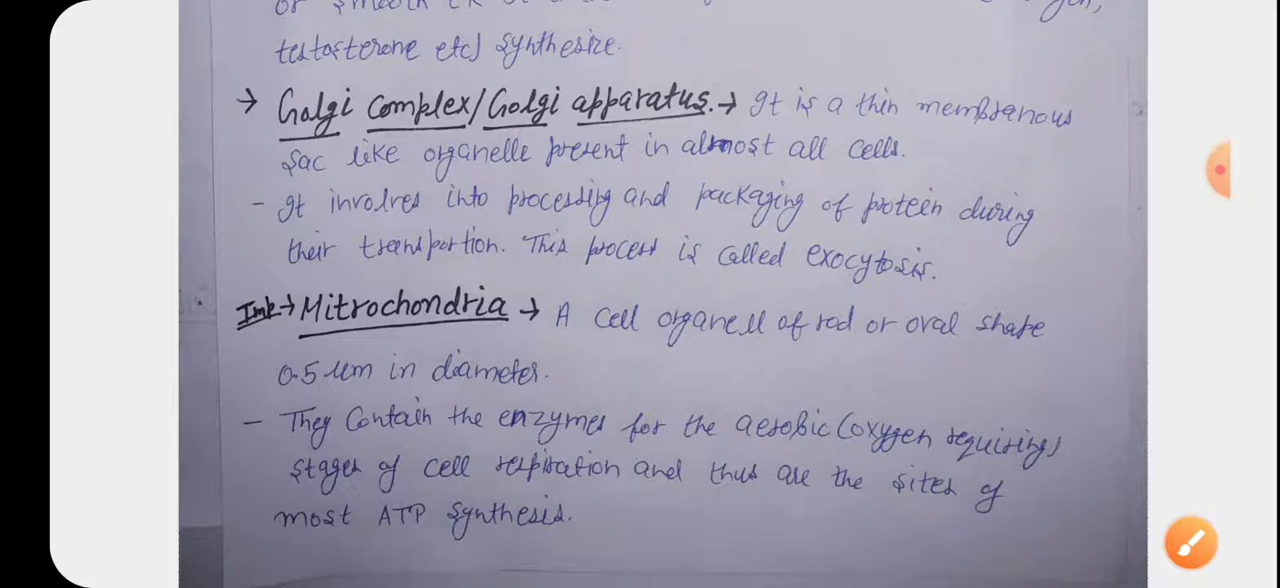 or smooth ER
testosterone etc) synthesize.
→ Golgi complex/Golgi apparatus. → It is a thin membranous
sac like organelle present in almost all cells.
- It involves into processing and packaging of protein during
their transportion. This process is called exocytosis.
Imp. → Mitrochondria → A cell organell of rod or oval shape
0.5 um in diameter.
- They Contain the enzymes for the aerobic (oxygen requiring)
stages of cell respiration and thus are the sites of
most ATP synthesis.